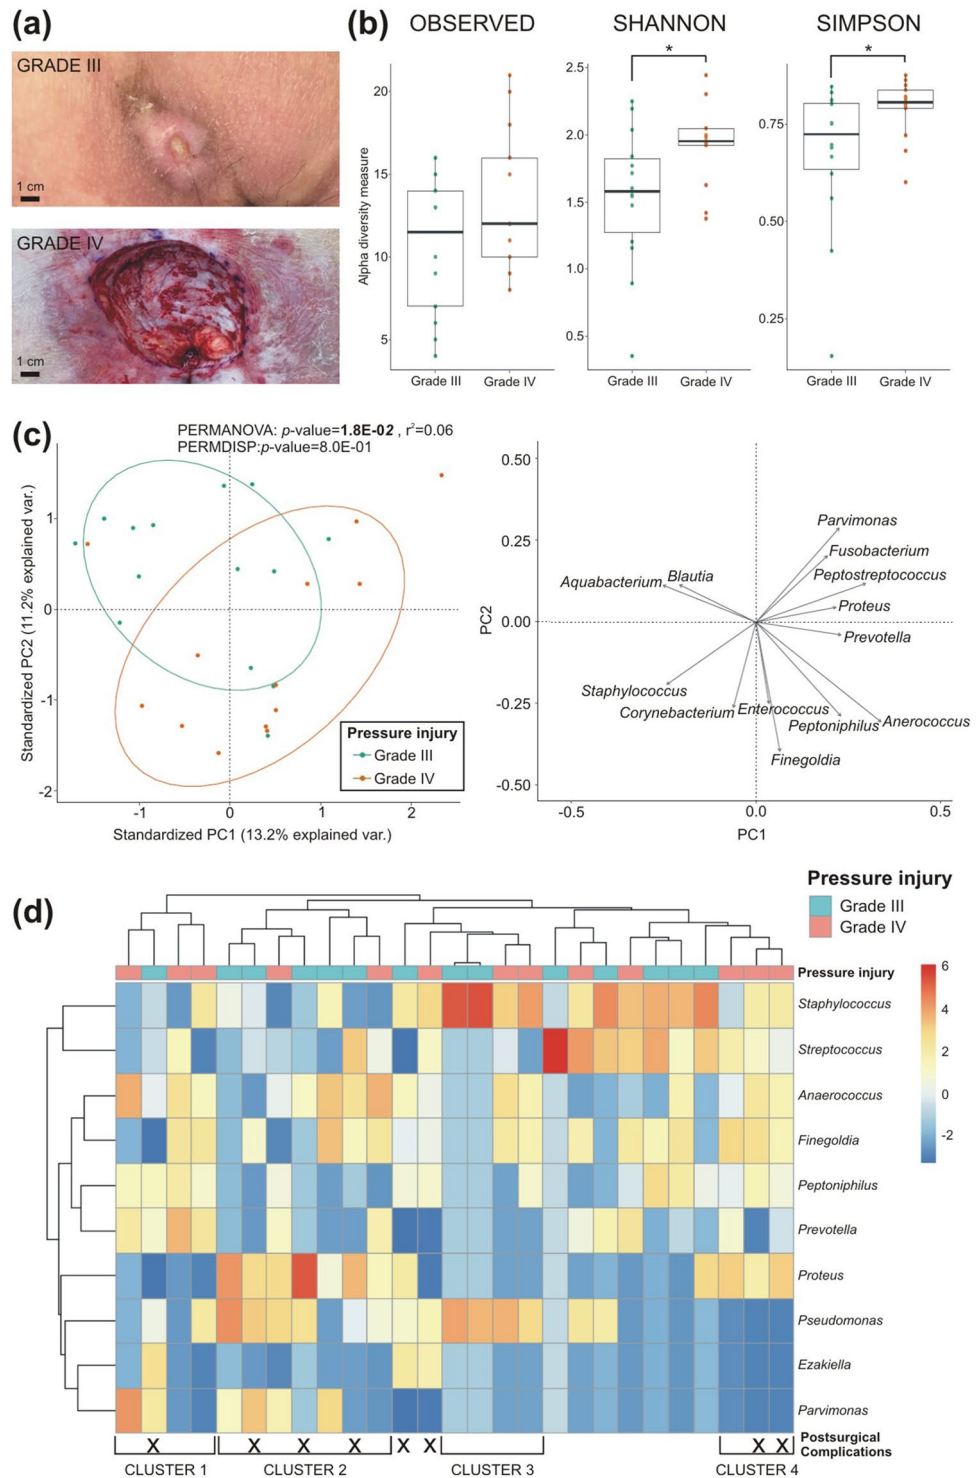 (a)
GRADE III
1 cm
GRADE IV
1 cm
(b)
OBSERVED
SHANNON
SIMPSON
Alpha diversity measure
20
15
10
5
Grade III
Grade IV
*
2.5
2.0
1.5
1.0
0.5
Grade III
Grade IV
*
0.75
0.50
0.25
Grade III
Grade IV
(c)
PERMANOVA: p-value=1.8E-02 , r²=0.06
PERMDISP:p-value=8.0E-01
Standardized PC2 (11.2% explained var.)
1
0
-1
-2
-1
0
1
2
Standardized PC1 (13.2% explained var.)
Pressure injury
Grade III
Grade IV
PC2
0.50
0.25
0.00
-0.25
-0.50
-0.5
0.0
0.5
PC1
Parvimonas
Fusobacterium
Peptostreptococcus
Aquabacterium
Blautia
Proteus
Prevotella
Staphylococcus
Corynebacterium
Enterococcus
Peptoniphilus
Anerococcus
Finegoldia
(d)
Pressure injury
Grade III
Grade IV
Pressure injury
Staphylococcus
Streptococcus
Anaerococcus
Finegoldia
Peptoniphilus
Prevotella
Proteus
Pseudomonas
Ezakiella
Parvimonas
6
4
2
0
-2
X X X X X X X X
Postsurgical
Complications
CLUSTER 1
CLUSTER 2
CLUSTER 3
CLUSTER 4